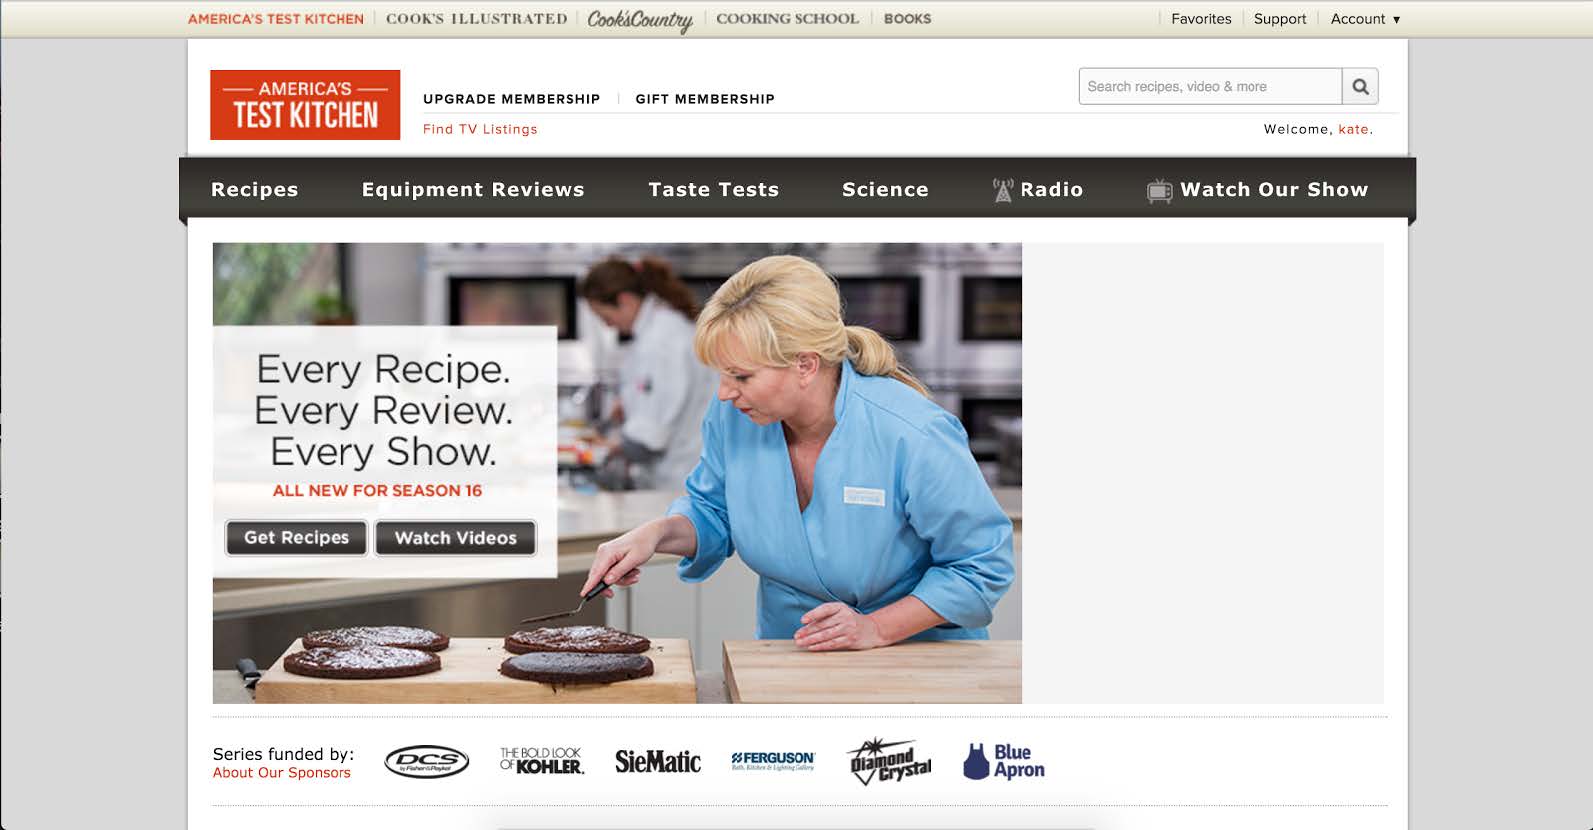 AMERICA'S TEST KITCHEN COOK'S ILLUSTRATED Cook'sCountry COOKING SCHOOL BOOKS Favorites Support Account ▼
AMERICA'S
TEST KITCHEN
UPGRADE MEMBERSHIP GIFT MEMBERSHIP
Search recipes, video & more
Find TV Listings
Welcome, kate.
Recipes Equipment Reviews Taste Tests Science Radio Watch Our Show
Every Recipe.
Every Review.
Every Show.
ALL NEW FOR SEASON 16
Get Recipes Watch Videos
Series funded by:
About Our Sponsors
DCS
by Fisher&Paykel
THE BOLD LOOK
OF KOHLER.
SieMatic
FERGUSON
Bath, Kitchen & Lighting Gallery
Diamond
Crystal
Blue
Apron